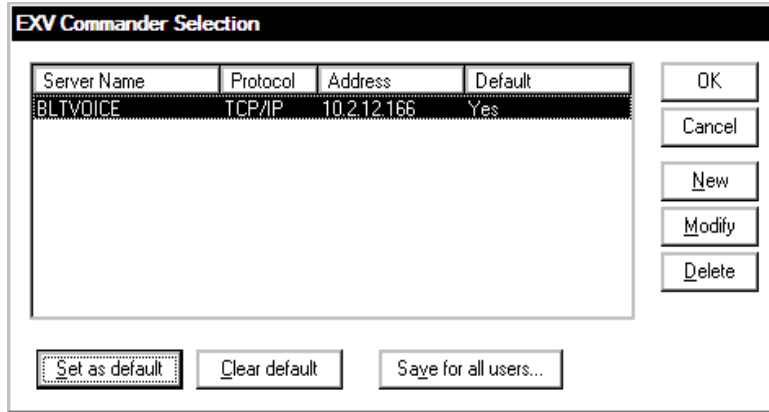 EXV Commander Selection
Server Name Protocol Address Default
BLTVOICE TCP/IP 10.2.12.166 Yes
OK
Cancel
New
Modify
Delete
Set as default Clear default Save for all users...